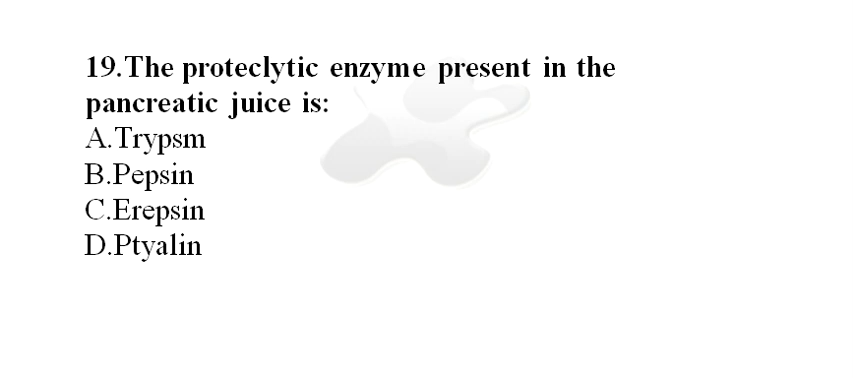 19.The proteclytic enzyme present in the
pancreatic juice is:
A.Trypsm
B.Pepsin
C.Erepsin
D.Ptyalin